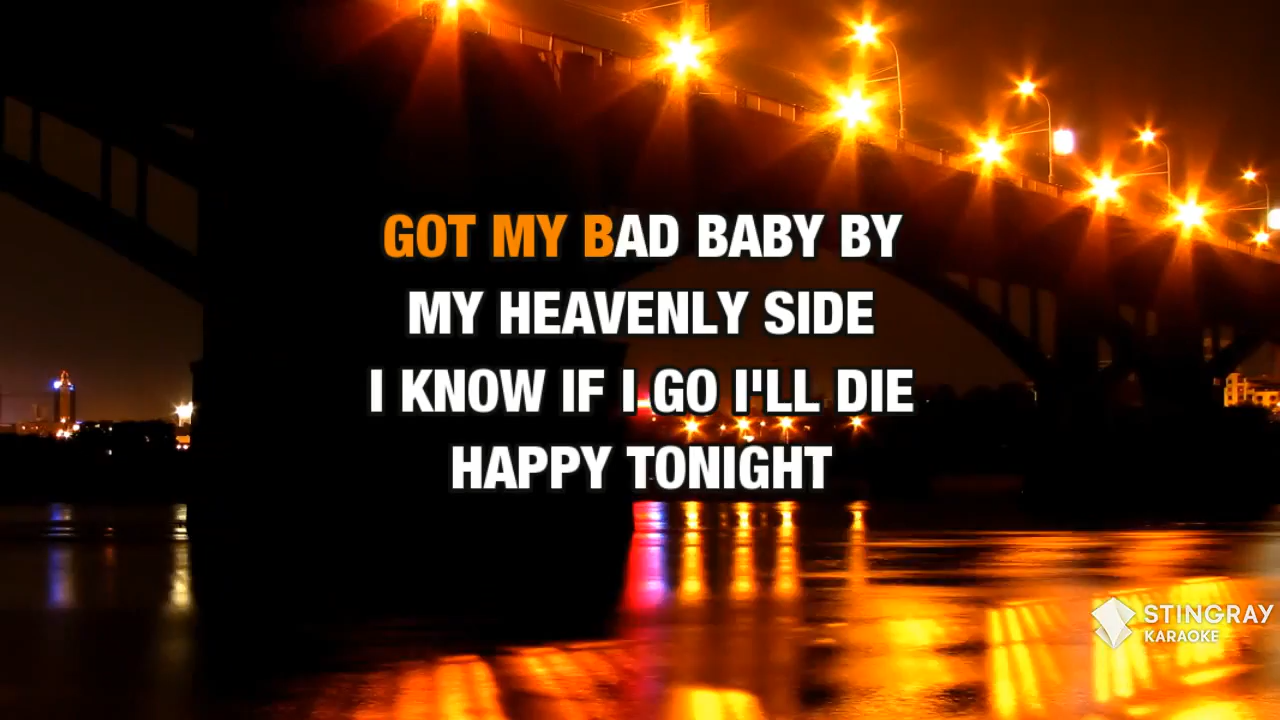 GOT MY BAD BABY BY
MY HEAVENLY SIDE
I KNOW IF I GO I'LL DIE
HAPPY TONIGHT
STINGRAY
KARAOKE